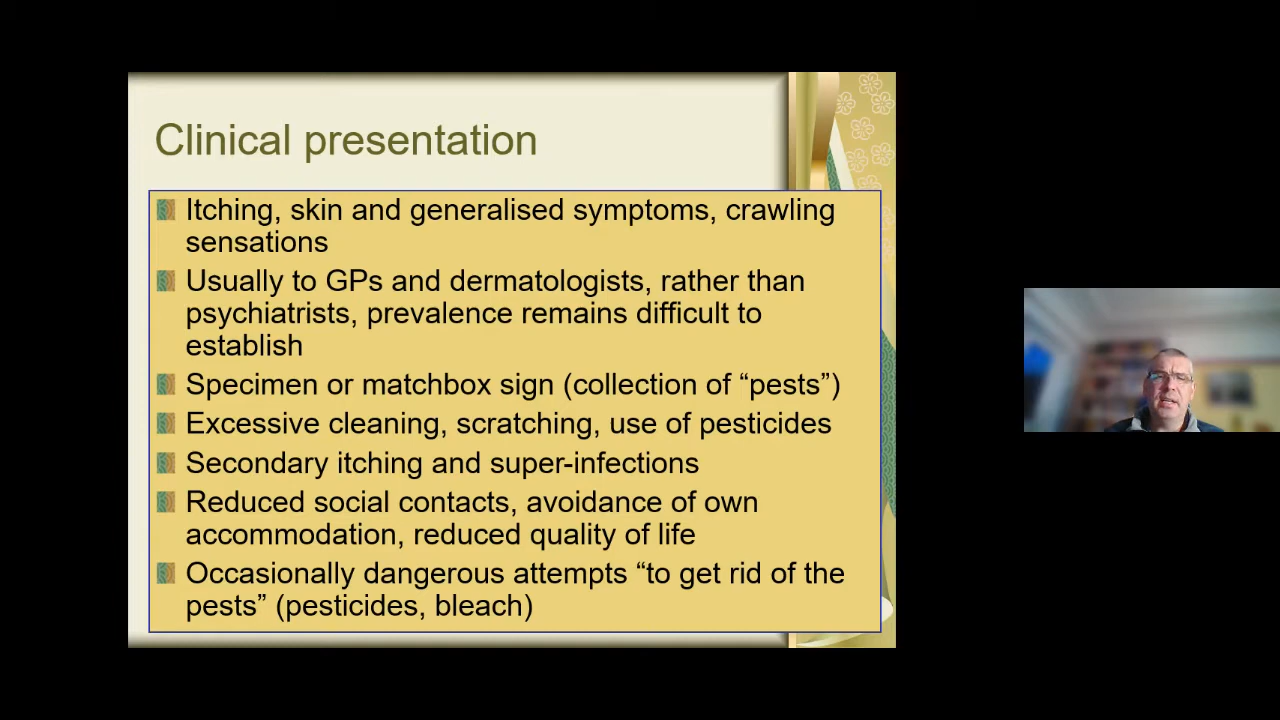 Clinical presentation
Itching, skin and generalised symptoms, crawling
sensations
Usually to GPs and dermatologists, rather than
psychiatrists, prevalence remains difficult to
establish
Specimen or matchbox sign (collection of “pests”)
Excessive cleaning, scratching, use of pesticides
Secondary itching and super-infections
Reduced social contacts, avoidance of own
accommodation, reduced quality of life
Occasionally dangerous attempts “to get rid of the
pests” (pesticides, bleach)